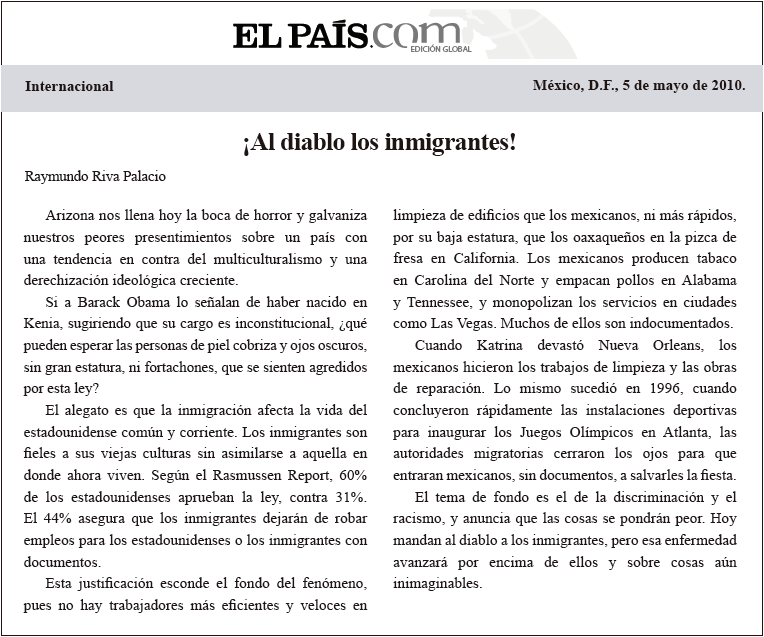 EL PAÍS.com
EDICIÓN GLOBAL
Internacional
México, D.F., 5 de mayo de 2010.
¡Al diablo los inmigrantes!
Raymundo Riva Palacio
Arizona nos llena hoy la boca de horror y galvaniza
nuestros peores presentimientos sobre un país con
una tendencia en contra del multiculturalismo y una
derechización ideológica creciente.
Si a Barack Obama lo señalan de haber nacido en
Kenia, sugiriendo que su cargo es inconstitucional, ¿qué
pueden esperar las personas de piel cobriza y ojos oscuros,
sin gran estatura, ni fortachones, que se sienten agredidos
por esta ley?
El alegato es que la inmigración afecta la vida del
estadounidense común y corriente. Los inmigrantes son
fieles a sus viejas culturas sin asimilarse a aquella en
donde ahora viven. Según el Rasmussen Report, 60%
de los estadounidenses aprueban la ley, contra 31%.
El 44% asegura que los inmigrantes dejarán de robar
empleos para los estadounidenses o los inmigrantes con
documentos.
Esta justificación esconde el fondo del fenómeno,
pues no hay trabajadores más eficientes y veloces en
limpieza de edificios que los mexicanos, ni más rápidos,
por su baja estatura, que los oaxaqueños en la pizca de
fresa en California. Los mexicanos producen tabaco
en Carolina del Norte y empacan pollos en Alabama
y Tennessee, y monopolizan los servicios en ciudades
como Las Vegas. Muchos de ellos son indocumentados.
Cuando Katrina devastó Nueva Orleans, los
mexicanos hicieron los trabajos de limpieza y las obras
de reparación. Lo mismo sucedió en 1996, cuando
concluyeron rápidamente las instalaciones deportivas
para inaugurar los Juegos Olímpicos en Atlanta, las
autoridades migratorias cerraron los ojos para que
entraran mexicanos, sin documentos, a salvarles la fiesta.
El tema de fondo es el de la discriminación y el
racismo, y anuncia que las cosas se pondrán peor. Hoy
mandan al diablo a los inmigrantes, pero esa enfermedad
avanzará por encima de ellos y sobre cosas aún
inimaginables.